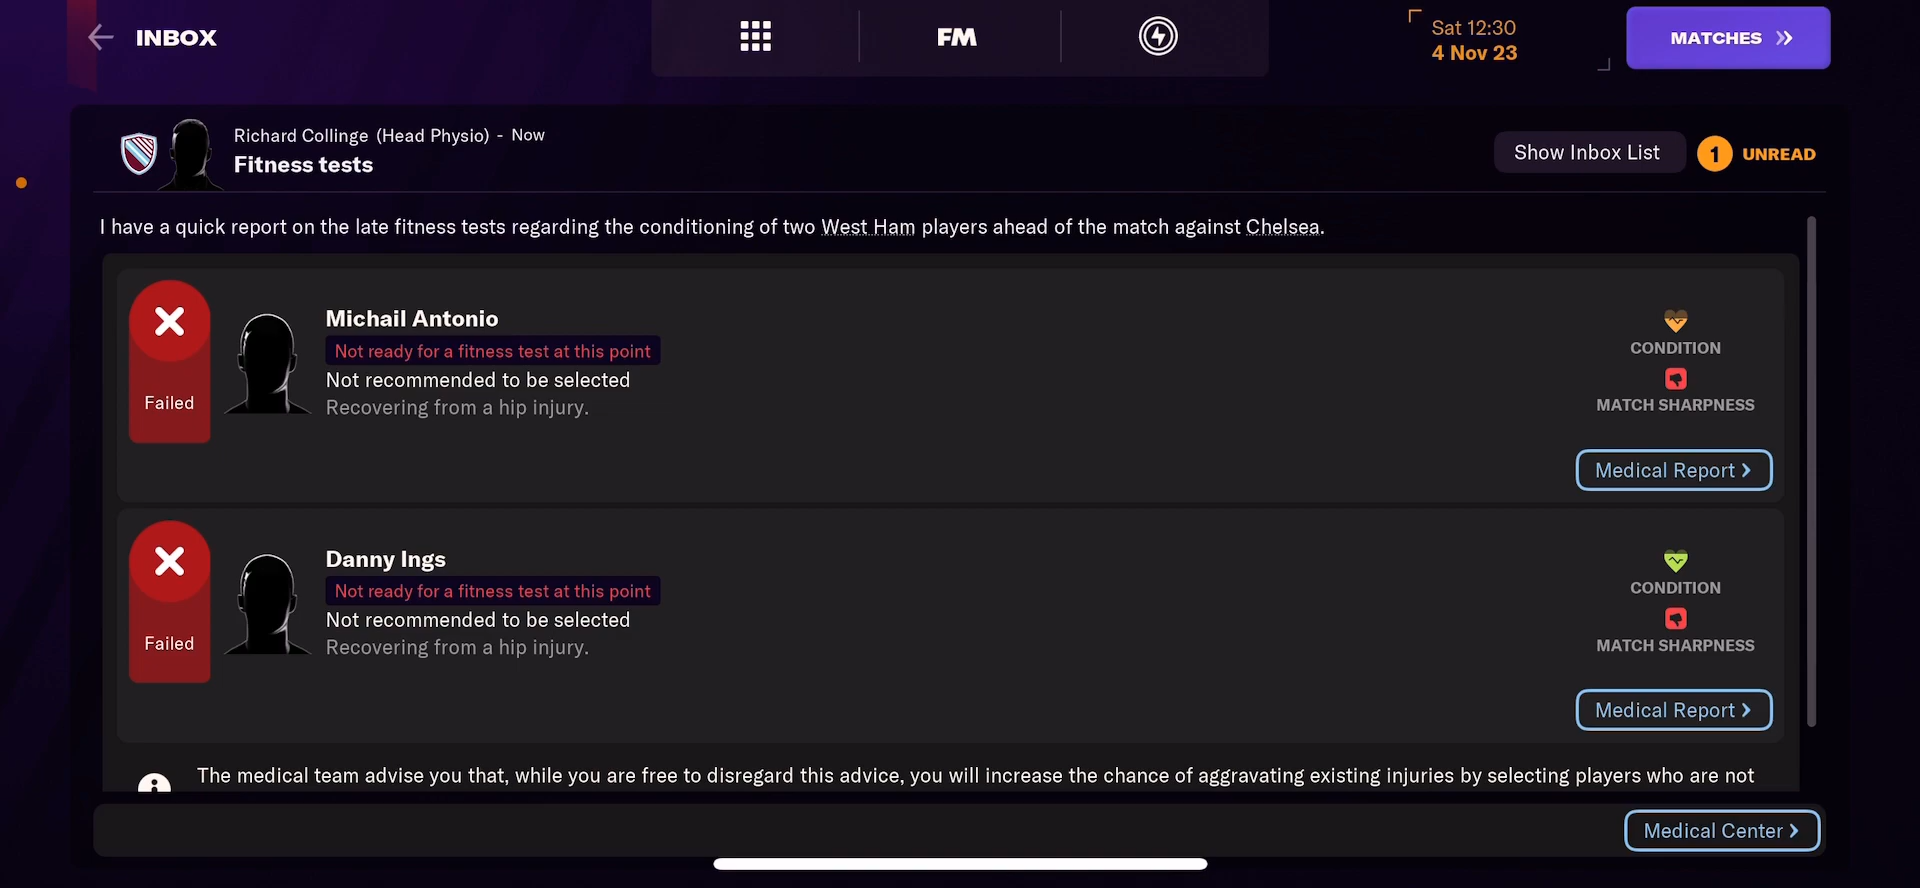 INBOX
FM
Sat 12:30
4 Nov 23
MATCHES
Richard Collinge (Head Physio) - Now
Fitness tests
Show Inbox List
1 UNREAD
I have a quick report on the late fitness tests regarding the conditioning of two West Ham players ahead of the match against Chelsea.
Failed
Michail Antonio
Not ready for a fitness test at this point
Not recommended to be selected
Recovering from a hip injury.
CONDITION
MATCH SHARPNESS
Medical Report
Failed
Danny Ings
Not ready for a fitness test at this point
Not recommended to be selected
Recovering from a hip injury.
CONDITION
MATCH SHARPNESS
Medical Report
The medical team advise you that, while you are free to disregard this advice, you will increase the chance of aggravating existing injuries by selecting players who are not
Medical Center